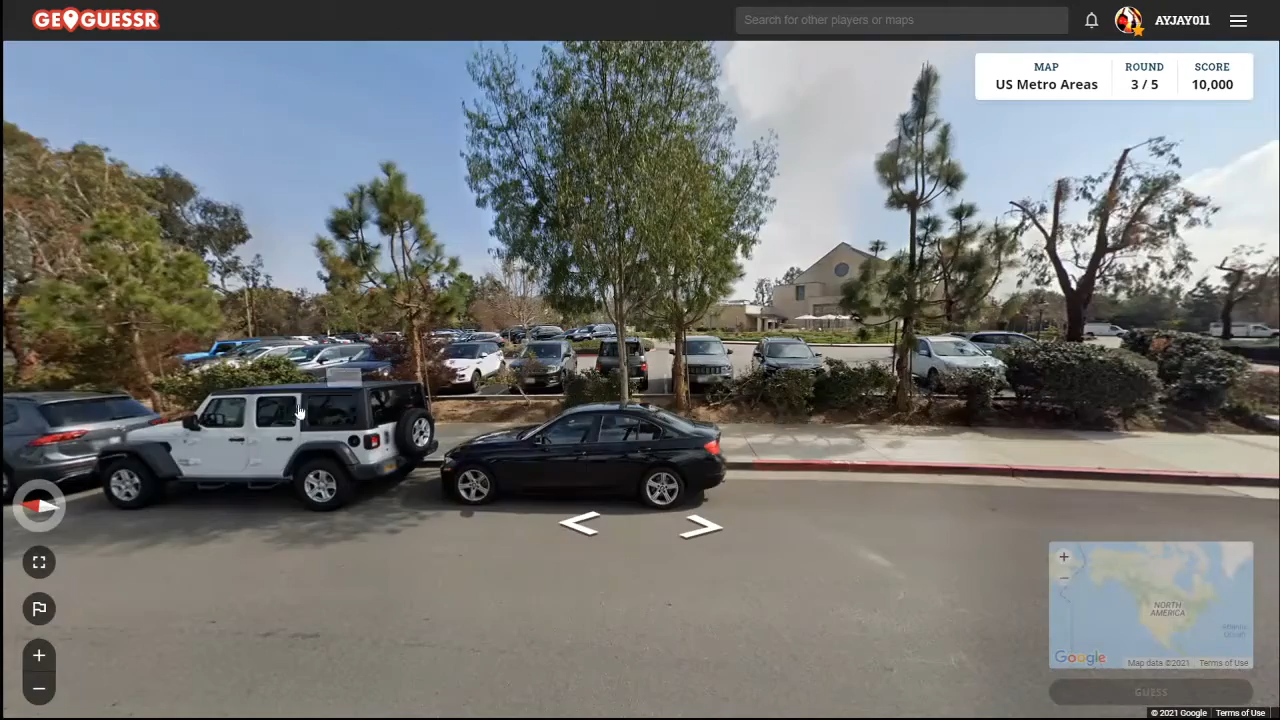 GEOGUESSR
Search for other players or maps
AYJAY011
MAP
US Metro Areas
ROUND
3 / 5
SCORE
10,000
+
−
NORTH
AMERICA
Atlantic
Google
Map data ©2021
Terms of Use
GUESS
+
−
© 2021 Google
Terms of Use